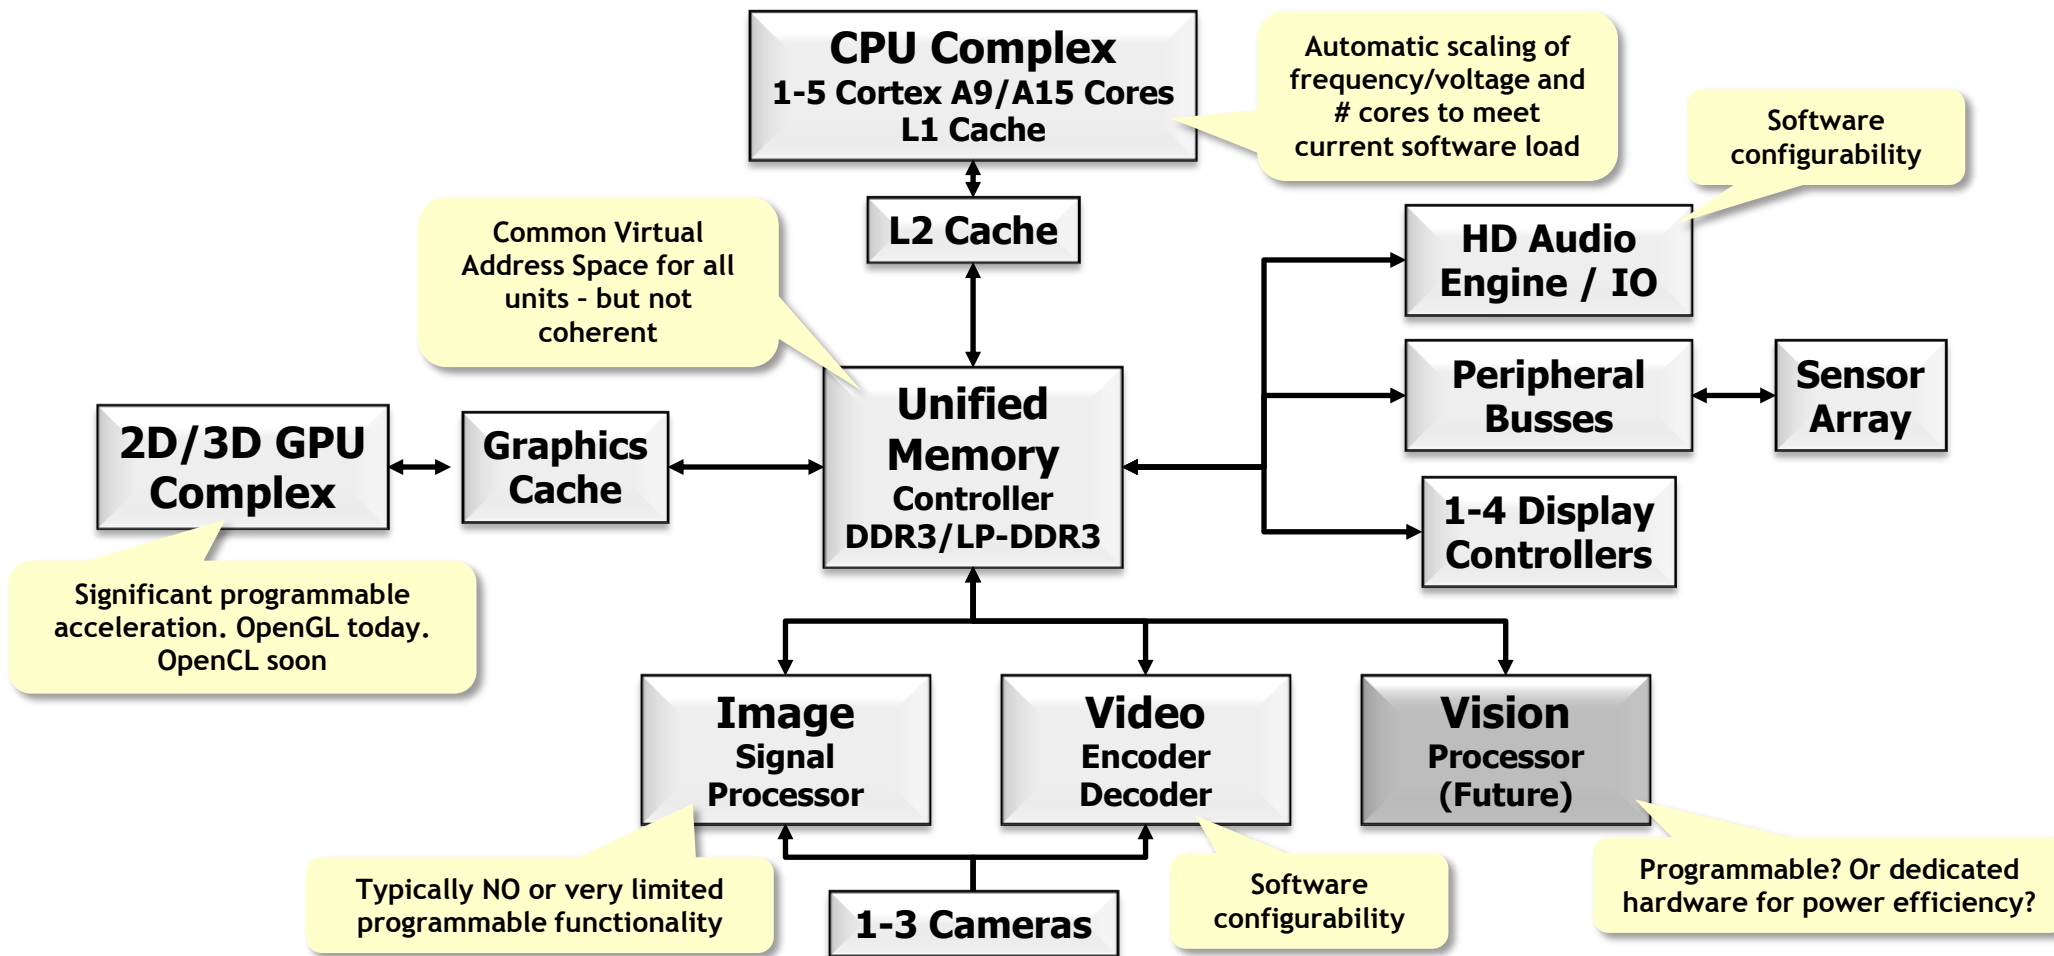 CPU Complex
1-5 Cortex A9/A15 Cores
L1 Cache
Automatic scaling of
frequency/voltage and
# cores to meet
current software load
Software
configurability
L2 Cache
Common Virtual
Address Space for all
units - but not
coherent
HD Audio
Engine / IO
Unified
Memory
Controller
DDR3/LP-DDR3
Peripheral
Busses
Sensor
Array
2D/3D GPU
Complex
Graphics
Cache
1-4 Display
Controllers
Significant programmable
acceleration. OpenGL today.
OpenCL soon
Image
Signal
Processor
Video
Encoder
Decoder
Vision
Processor
(Future)
Typically NO or very limited
programmable functionality
1-3 Cameras
Software
configurability
Programmable? Or dedicated
hardware for power efficiency?